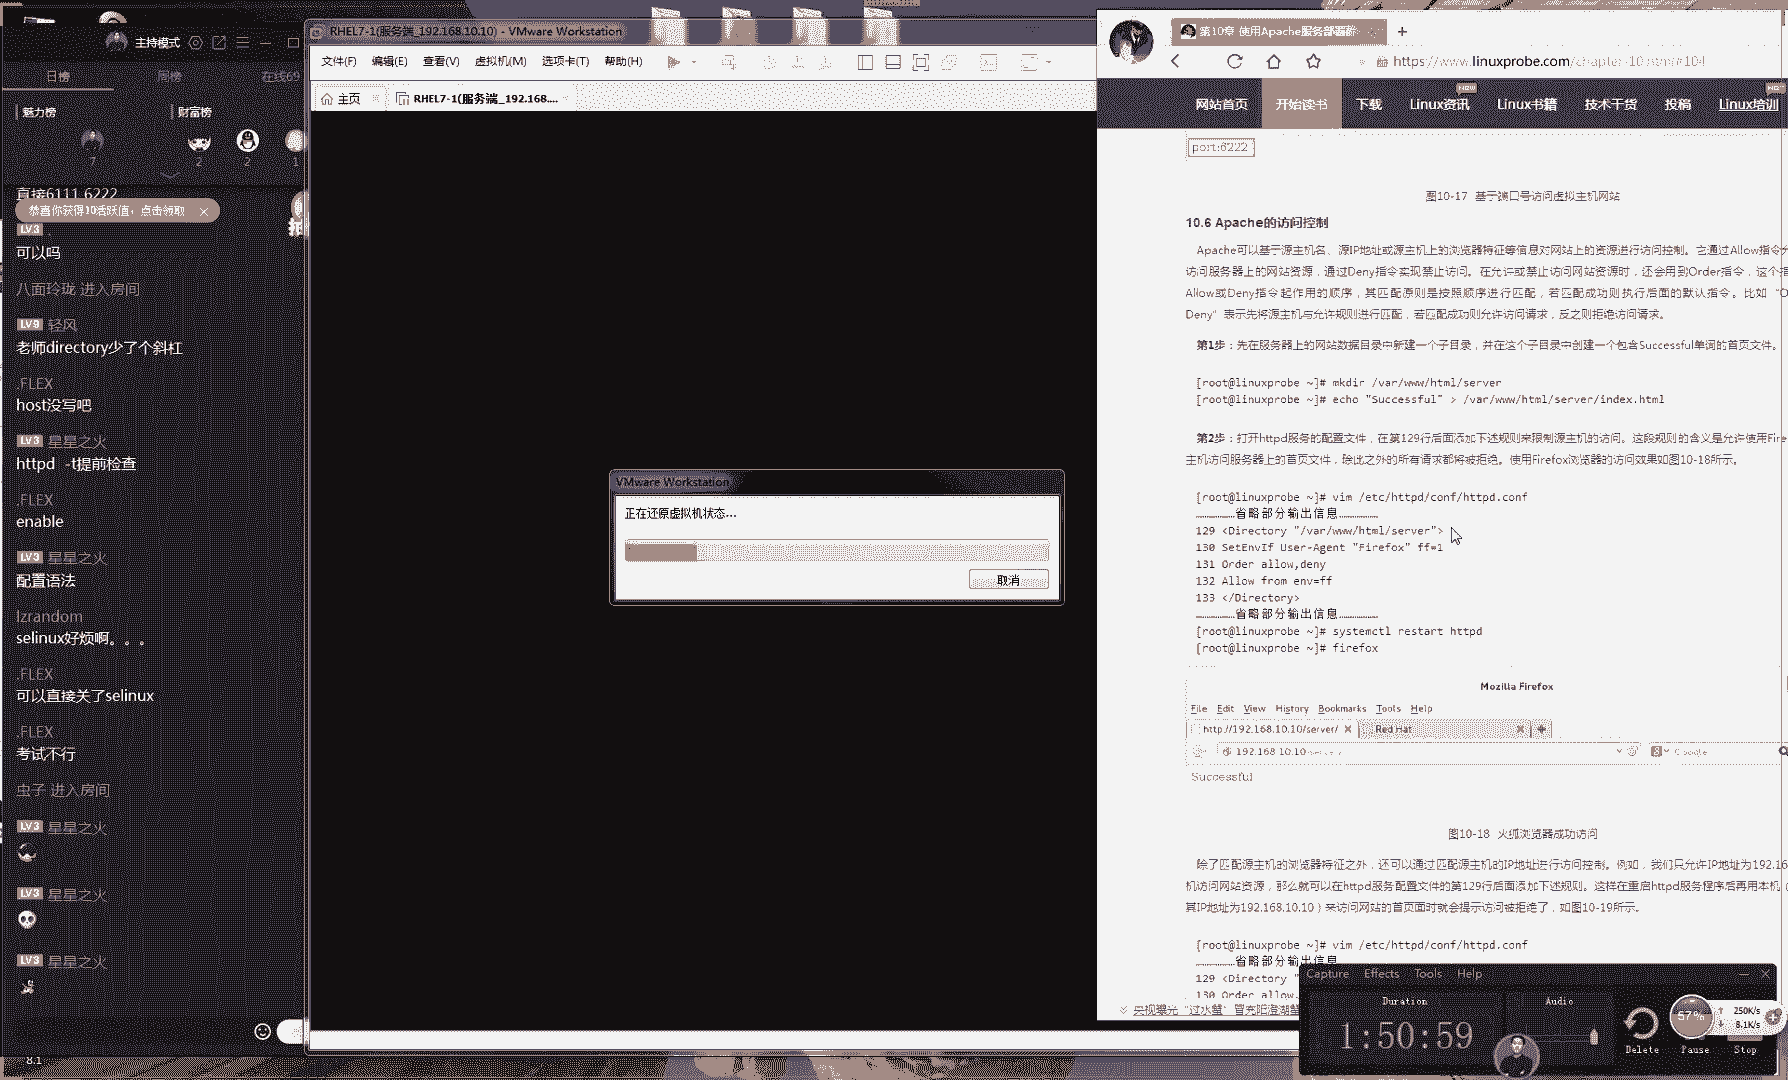 主持模式
日榜
周榜
在线69
魅力榜
财富榜
7
2
2
1
直接6111 6222
恭喜你获得10活跃值，点击领取
LV3
可以吗
八面玲珑 进入房间
LV9 轻风
老师directory少了个斜杠
.FLEX
host没写吧
LV3 星星之火
httpd -t提前检查
.FLEX
enable
LV3 星星之火
配置语法
lzrandom
selinux好烦啊。。。
.FLEX
可以直接关了selinux
.FLEX
考试不行
虫子 进入房间
LV3 星星之火
LV3 星星之火
LV3 星星之火
8.1
RHEL7-1(服务端_192.168.10.10) - VMware Workstation
文件(F) 编辑(E) 查看(V) 虚拟机(M) 选项卡(T) 帮助(H)
主页
RHEL7-1(服务端_192.168....
VMware Workstation
正在还原虚拟机状态...
取消
第10章 使用Apache服务部署静
https://www.linuxprobe.com/chapter-10.html#104
网站首页 开始读书 下载 Linux资讯 Linux书籍 技术干货 投稿 Linux培训
port:6222
图10-17 基于端口号访问虚拟主机网站
10.6 Apache的访问控制
Apache可以基于源主机名、源IP地址或源主机上的浏览器特征等信息对网站上的资源进行访问控制。它通过Allow指令
访问服务器上的网站资源，通过Deny指令实现禁止访问。在允许或禁止访问网站资源时，还会用到Order指令，这个指
Allow或Deny指令起作用的顺序，其匹配原则是按照顺序进行匹配，若匹配成功则执行后面的默认指令。比如“O
Deny”表示先将源主机与允许规则进行匹配，若匹配成功则允许访问请求，反之则拒绝访问请求。
第1步：先在服务器上的网站数据目录中新建一个子目录，并在这个子目录中创建一个包含Successful单词的首页文件。
[root@linuxprobe ~]# mkdir /var/www/html/server
[root@linuxprobe ~]# echo "Successful" > /var/www/html/server/index.html
第2步：打开httpd服务的配置文件，在第129行后面添加下述规则来限制源主机的访问。这段规则的含义是允许使用Fire
主机访问服务器上的首页文件，除此之外的所有请求都将被拒绝。使用Firefox浏览器的访问效果如图10-18所示。
[root@linuxprobe ~]# vim /etc/httpd/conf/httpd.conf
………………省略部分输出信息………………
129 <Directory "/var/www/html/server">
130 SetEnvIf User-Agent "Firefox" ff=1
131 Order allow,deny
132 Allow from env=ff
133 </Directory>
………………省略部分输出信息………………
[root@linuxprobe ~]# systemctl restart httpd
[root@linuxprobe ~]# firefox
Mozilla Firefox
File Edit View History Bookmarks Tools Help
http://192.168.10.10/server/
Red Hat
192.168.10.10/server/
Google
Successful
图10-18 火狐浏览器成功访问
除了匹配源主机的浏览器特征之外，还可以通过匹配源主机的IP地址进行访问控制。例如，我们只允许IP地址为192.16
机访问网站资源，那么就可以在httpd服务配置文件的第129行后面添加下述规则。这样在重启httpd服务程序后再用本机（
其IP地址为192.168.10.10）来访问网站的首页面时就会提示访问被拒绝了，如图10-19所示。
[root@linuxprobe ~]# vim /etc/httpd/conf/httpd.conf
………………省略部分输出信息
129 <Directory "
130 Order allow,
央视曝光“过水蟹”冒充阳澄湖蟹
Capture Effects Tools Help
Duration
Audio
1:50:59
57%
250K/s
8.1K/s
Delete Pause Stop